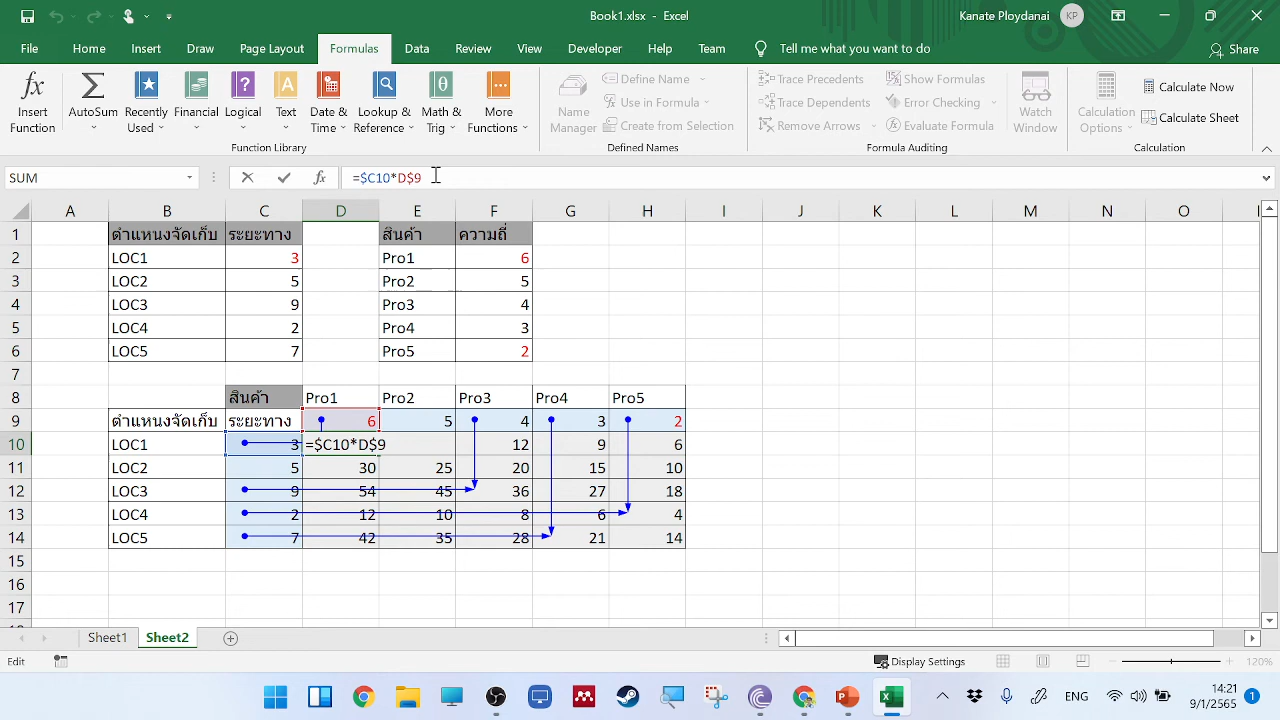 Book1.xlsx - Excel
Kanate Ploydanai KP
File Home Insert Draw Page Layout Formulas Data Review View Developer Help Team Tell me what you want to do Share
Insert Function
AutoSum
Recently Used
Financial
Logical
Text
Date & Time
Lookup & Reference
Math & Trig
More Functions
Function Library
Name Manager
Define Name
Use in Formula
Create from Selection
Defined Names
Trace Precedents
Trace Dependents
Remove Arrows
Show Formulas
Error Checking
Evaluate Formula
Formula Auditing
Watch Window
Calculation Options
Calculate Now
Calculate Sheet
Calculation
SUM fx =$C10*D$9
A B C D E F G H I J K L M N O
1 ตำแหนงจัดเก็บ ระยะทาง สินค้า ความถี่
2 LOC1 3 Pro1 6
3 LOC2 5 Pro2 5
4 LOC3 9 Pro3 4
5 LOC4 2 Pro4 3
6 LOC5 7 Pro5 2
7
8 สินค้า Pro1 Pro2 Pro3 Pro4 Pro5
9 ตำแหนงจัดเก็บ ระยะทาง 6 5 4 3 2
10 LOC1 3 =$C10*D$9 12 9 6
11 LOC2 5 30 25 20 15 10
12 LOC3 9 54 45 36 27 18
13 LOC4 2 12 10 8 6 4
14 LOC5 7 42 35 28 21 14
15
16
17
Sheet1 Sheet2
Edit Display Settings 120%
ENG 14:21
9/1/2565